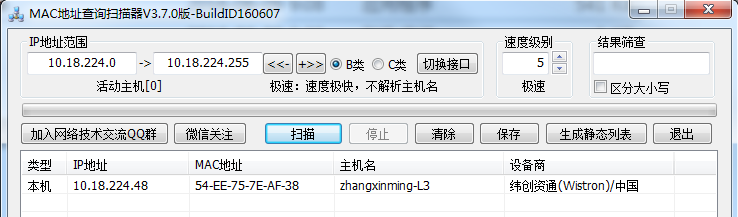 MAC地址查询扫描器V3.7.0版-BuildID160607
IP地址范围
10.18.224.0 -> 10.18.224.255 <<- +>> B类 C类 切换接口
活动主机[0] 极速：速度极快，不解析主机名
速度级别
5
极速
结果筛查
区分大小写
加入网络技术交流QQ群 微信关注 扫描 停止 清除 保存 生成静态列表 退出
类型 IP地址 MAC地址 主机名 设备商
本机 10.18.224.48 54-EE-75-7E-AF-38 zhangxinming-L3 纬创资通(Wistron)/中国